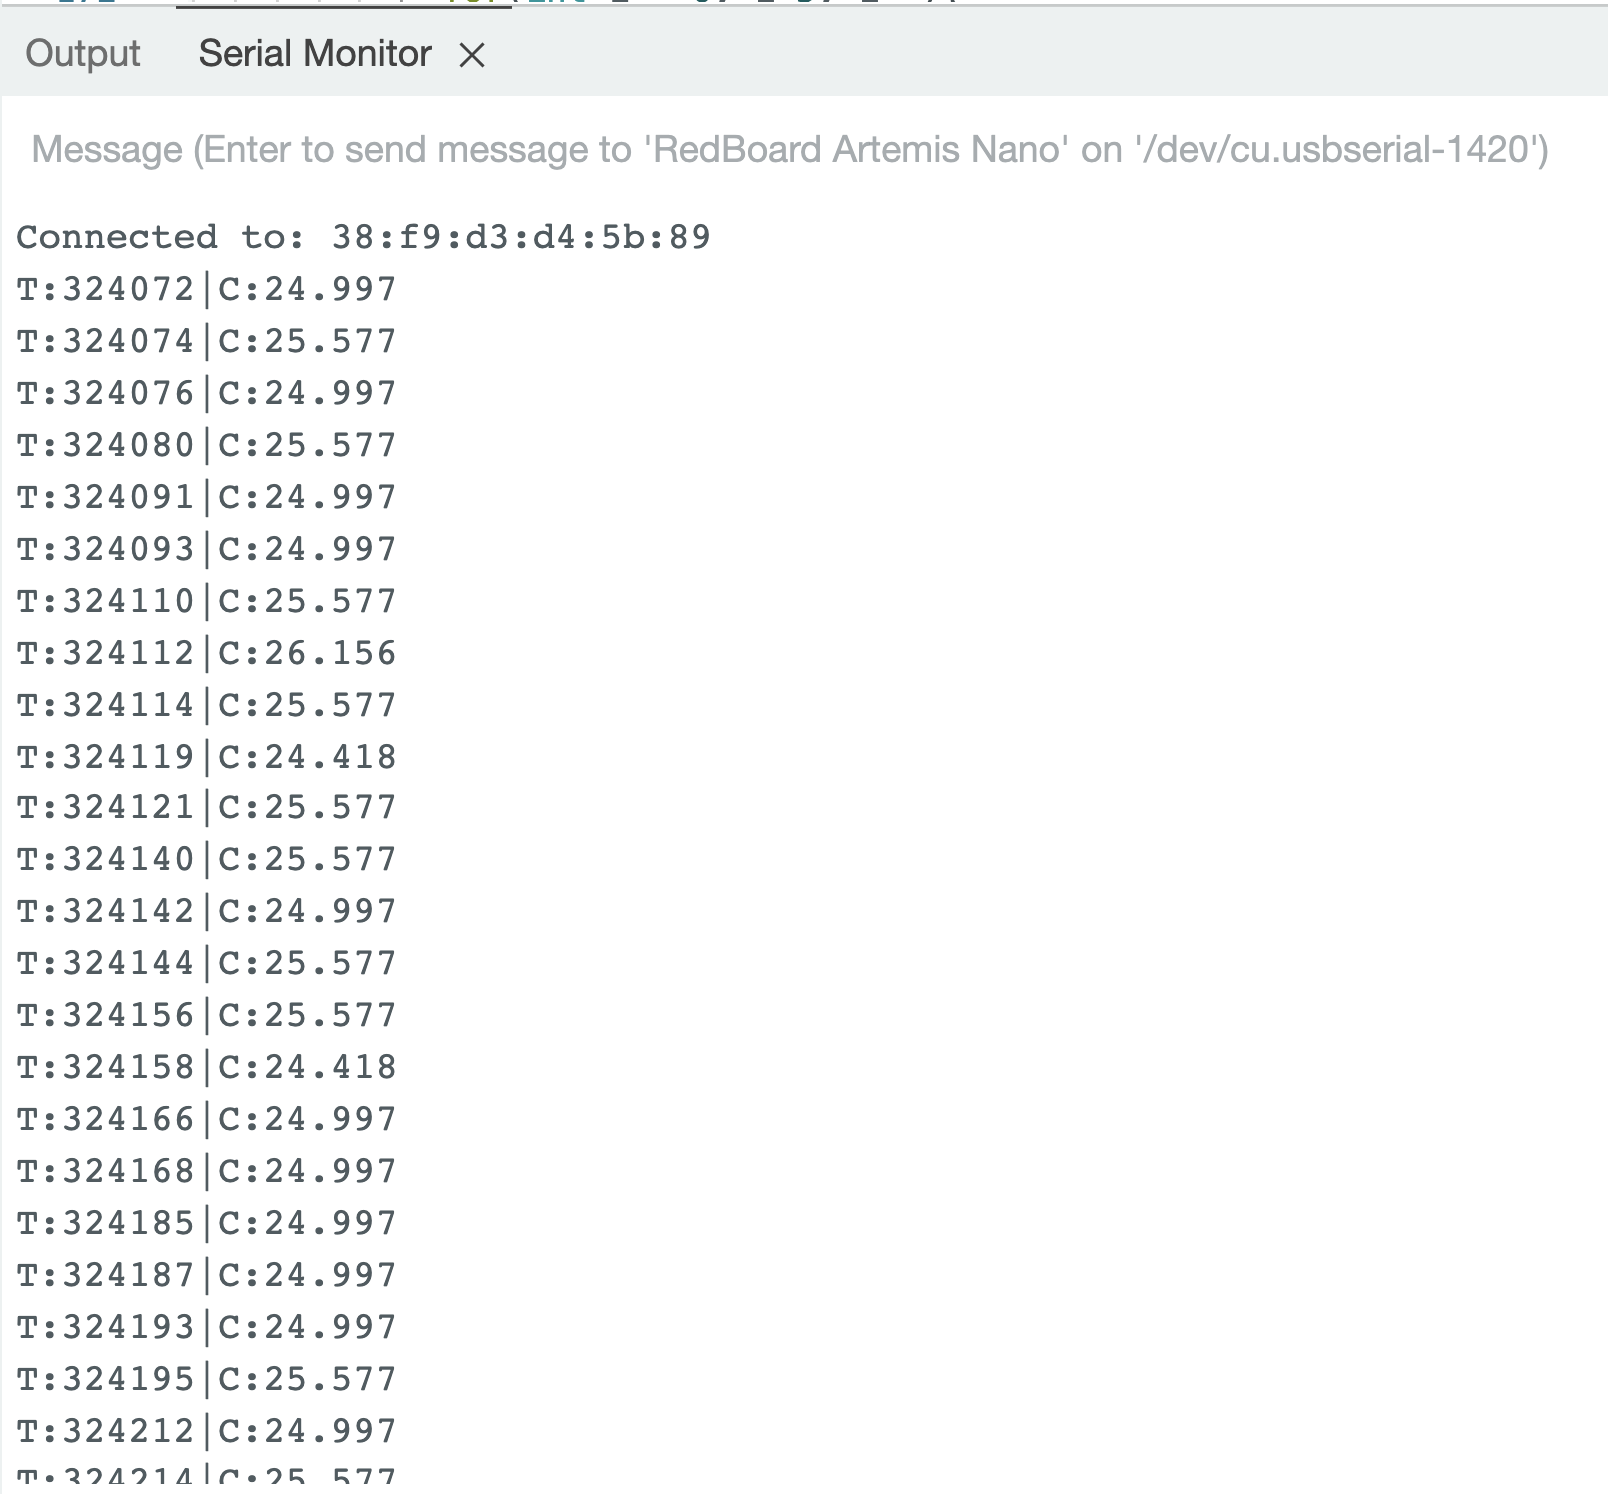 Output Serial Monitor ×
Message (Enter to send message to 'RedBoard Artemis Nano' on '/dev/cu.usbserial-1420')
Connected to: 38:f9:d3:d4:5b:89
T:324072|C:24.997
T:324074|C:25.577
T:324076|C:24.997
T:324080|C:25.577
T:324091|C:24.997
T:324093|C:24.997
T:324110|C:25.577
T:324112|C:26.156
T:324114|C:25.577
T:324119|C:24.418
T:324121|C:25.577
T:324140|C:25.577
T:324142|C:24.997
T:324144|C:25.577
T:324156|C:25.577
T:324158|C:24.418
T:324166|C:24.997
T:324168|C:24.997
T:324185|C:24.997
T:324187|C:24.997
T:324193|C:24.997
T:324195|C:25.577
T:324212|C:24.997
T:324214|C:25.577